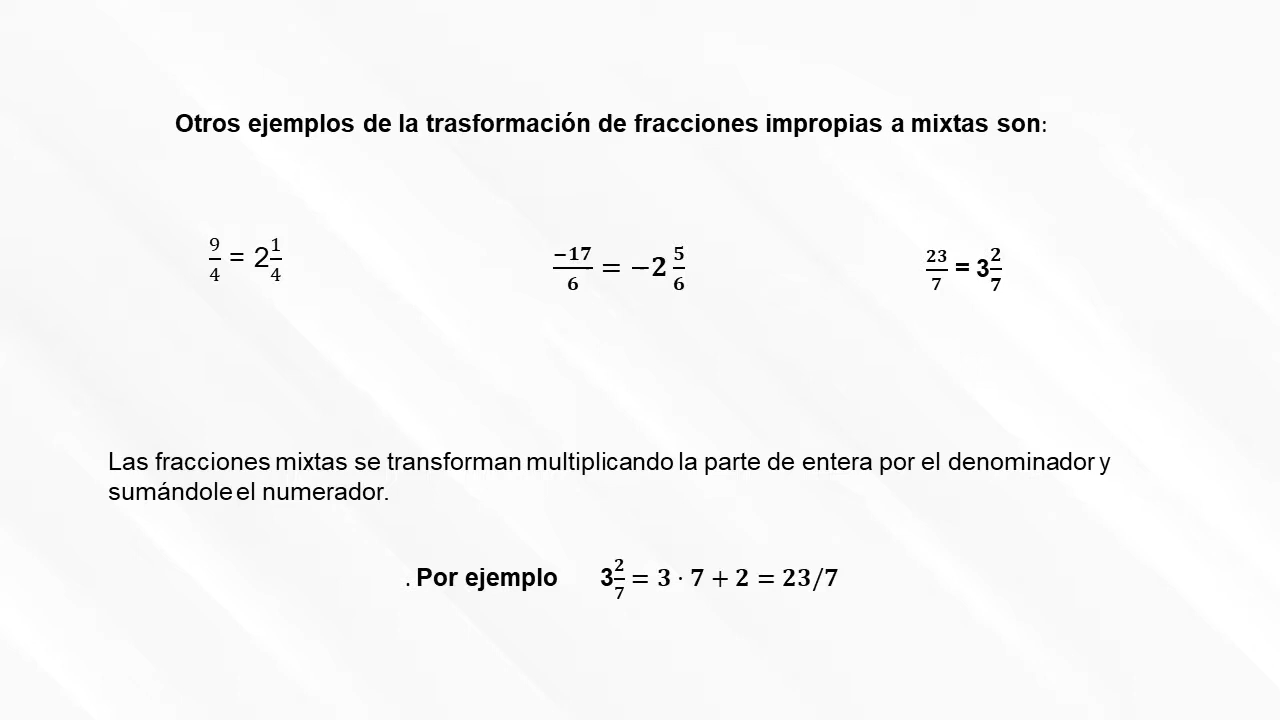 Otros ejemplos de la trasformación de fracciones impropias a mixtas son:
9/4 = 2 1/4
−17/6 = −2 5/6
23/7 = 3 2/7
Las fracciones mixtas se transforman multiplicando la parte de entera por el denominador y
sumándole el numerador.
. Por ejemplo 3 2/7 = 3 · 7 + 2 = 23/7